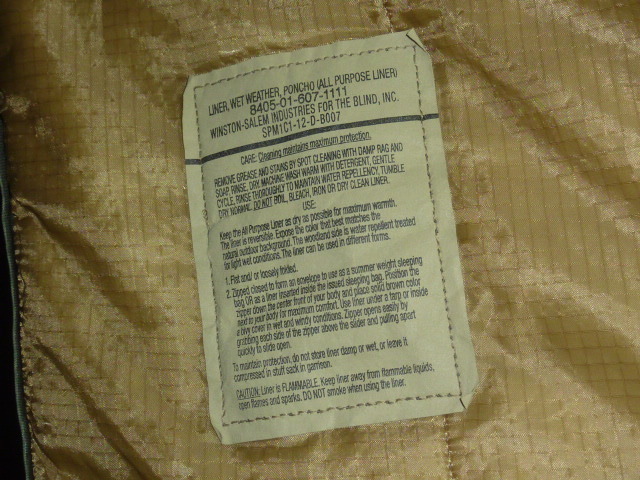 LINER, WET WEATHER, PONCHO (ALL PURPOSE LINER)
8405-01-607-1111
WINSTON-SALEM INDUSTRIES FOR THE BLIND, INC.
SPM1C1-12-D-B007
CARE: Cleaning maintains maximum protection.
REMOVE GREASE AND STAINS BY SPOT CLEANING WITH DAMP RAG AND
SOAP, RINSE, DRY. MACHINE WASH WARM WITH DETERGENT, GENTLE
CYCLE, RINSE THOROUGHLY TO MAINTAIN WATER REPELLENCY, TUMBLE
DRY NORMAL. DO NOT BOIL, BLEACH, IRON OR DRY CLEAN LINER.
USE:
Keep the All Purpose Liner as dry as possible for maximum warmth.
The liner is reversible. Expose the color that best matches the
natural outdoor background. The woodland side is water repellent treated
for light wet conditions. The liner can be used in different forms.
1. Flat and/ or loosely folded.
2. Zipped closed to form an envelope to use as a summer weight sleeping
bag OR as a liner inserted inside the issued sleeping bag. Position the
zipper down the center front of your body and place solid brown color
next to your body for maximum comfort. Use liner under a tarp or inside
a bivy cover in wet and windy conditions. Zipper opens easily by
grabbing each side of the zipper above the slider and pulling apart
quickly to slide open.
To maintain protection, do not store liner damp or wet, or leave it
compressed in stuff sack in garrison.
CAUTION: Liner is FLAMMABLE. Keep liner away from flammable liquids,
open flames and sparks. DO NOT smoke when using the liner.